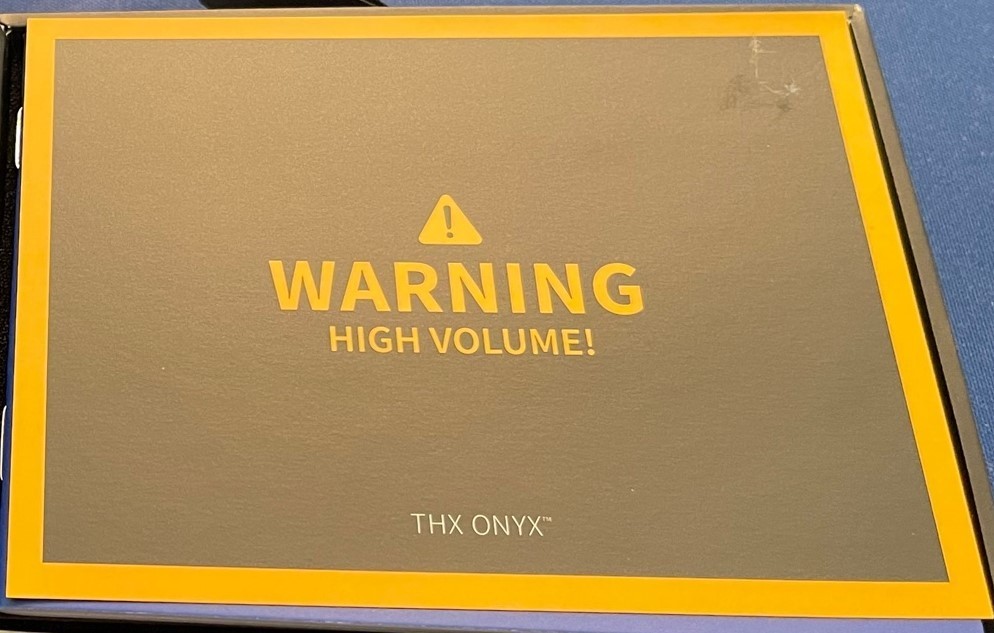 WARNING
HIGH VOLUME!
THX ONYX™